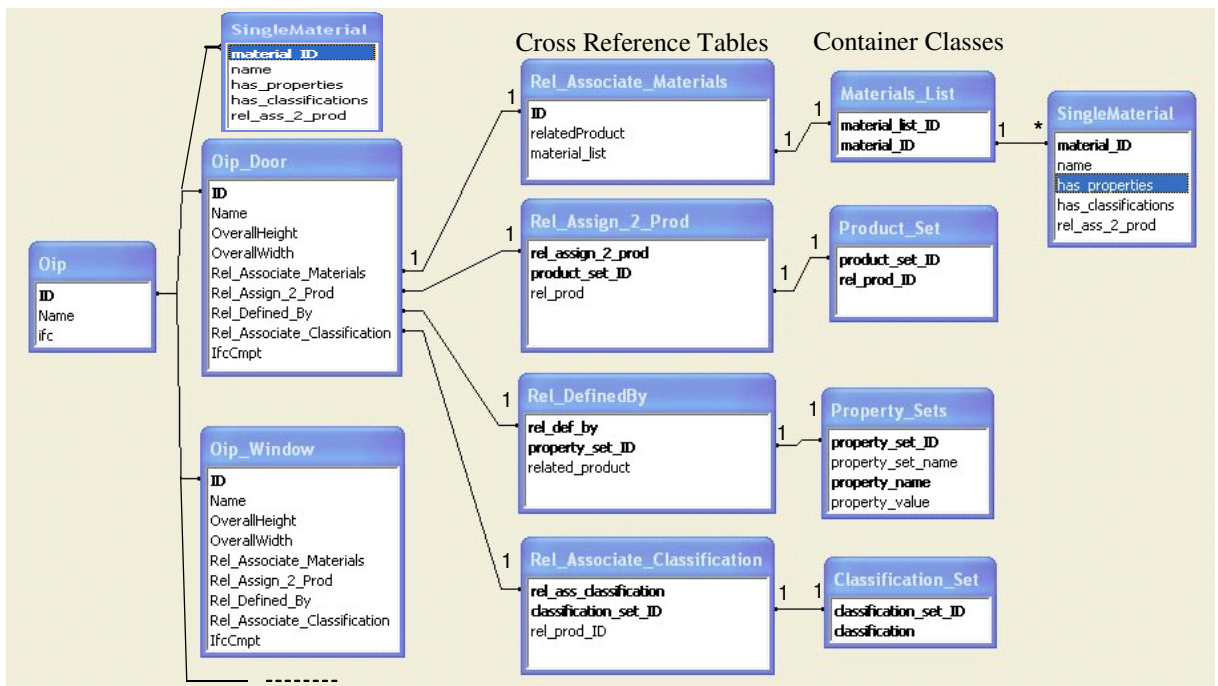 SingleMaterial
material_ID
name
has_properties
has_classifications
rel_ass_2_prod
Cross Reference Tables
Container Classes
Oip
ID
Name
ifc
Oip_Door
ID
Name
OverallHeight
OverallWidth
Rel_Associate_Materials
Rel_Assign_2_Prod
Rel_Defined_By
Rel_Associate_Classification
IfcCmpt
1
Oip_Window
ID
Name
OverallHeight
OverallWidth
Rel_Associate_Materials
Rel_Assign_2_Prod
Rel_Defined_By
Rel_Associate_Classification
IfcCmpt
1
Rel_Associate_Materials
ID
relatedProduct
material_list
1
1
Materials_List
material_list_ID
material_ID
1
*
SingleMaterial
material_ID
name
has_properties
has_classifications
rel_ass_2_prod
1
Rel_Assign_2_Prod
rel_assign_2_prod
product_set_ID
rel_prod
1
1
Product_Set
product_set_ID
rel_prod_ID
1
Rel_DefinedBy
rel_def_by
property_set_ID
related_product
1
1
Property_Sets
property_set_ID
property_set_name
property_name
property_value
1
Rel_Associate_Classification
rel_ass_classification
classification_set_ID
rel_prod_ID
1
1
Classification_Set
classification_set_ID
classification